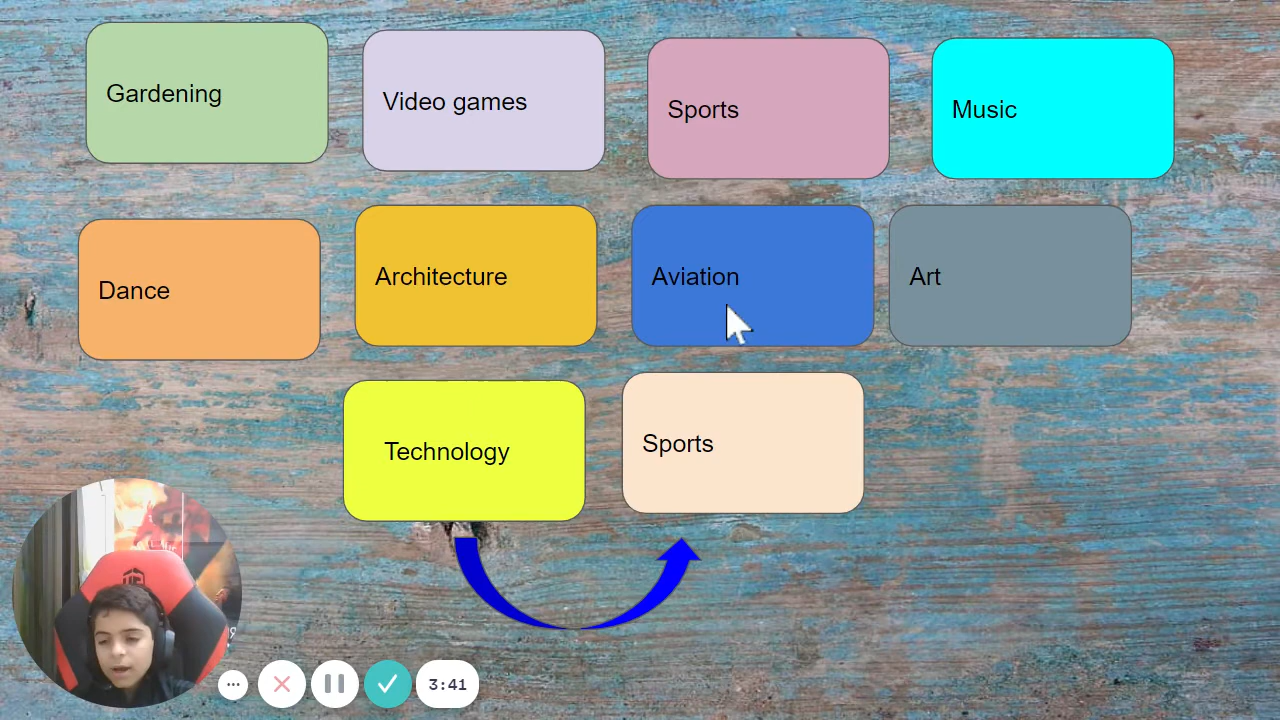 Gardening
Video games
Sports
Music
Dance
Architecture
Aviation
Art
Technology
Sports
3:41